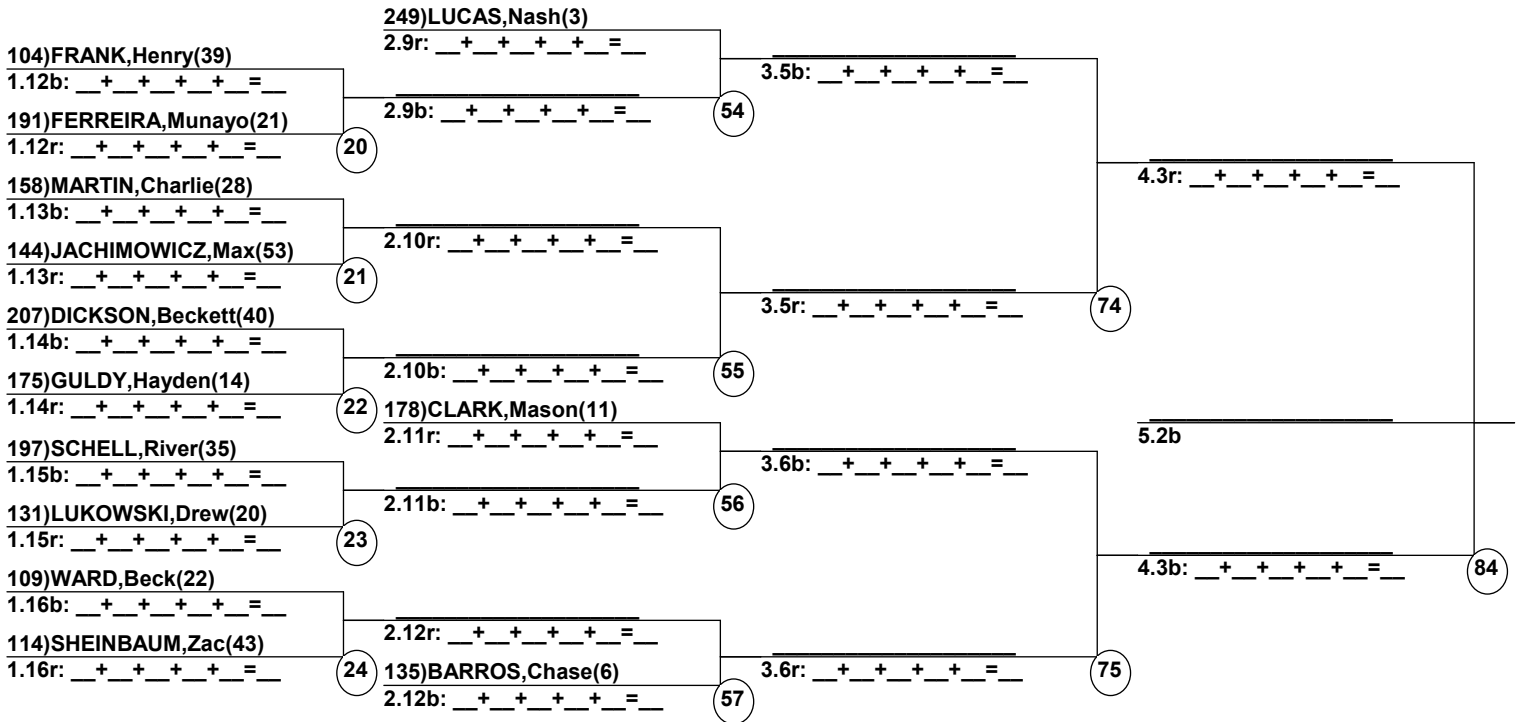 249)LUCAS,Nash(3)
2.9r: __+__+__+__+__=__
104)FRANK,Henry(39)
1.12b: __+__+__+__+__=__
3.5b: __+__+__+__+__=__
2.9b: __+__+__+__+__=__
54
191)FERREIRA,Munayo(21)
1.12r: __+__+__+__+__=__
20
4.3r: __+__+__+__+__=__
158)MARTIN,Charlie(28)
1.13b: __+__+__+__+__=__
2.10r: __+__+__+__+__=__
144)JACHIMOWICZ,Max(53)
1.13r: __+__+__+__+__=__
21
3.5r: __+__+__+__+__=__
74
207)DICKSON,Beckett(40)
1.14b: __+__+__+__+__=__
2.10b: __+__+__+__+__=__
55
175)GULDY,Hayden(14)
1.14r: __+__+__+__+__=__
22
178)CLARK,Mason(11)
2.11r: __+__+__+__+__=__
5.2b
197)SCHELL,River(35)
1.15b: __+__+__+__+__=__
3.6b: __+__+__+__+__=__
2.11b: __+__+__+__+__=__
56
131)LUKOWSKI,Drew(20)
1.15r: __+__+__+__+__=__
23
4.3b: __+__+__+__+__=__
84
109)WARD,Beck(22)
1.16b: __+__+__+__+__=__
2.12r: __+__+__+__+__=__
114)SHEINBAUM,Zac(43)
1.16r: __+__+__+__+__=__
24
135)BARROS,Chase(6)
2.12b: __+__+__+__+__=__
57
3.6r: __+__+__+__+__=__
75